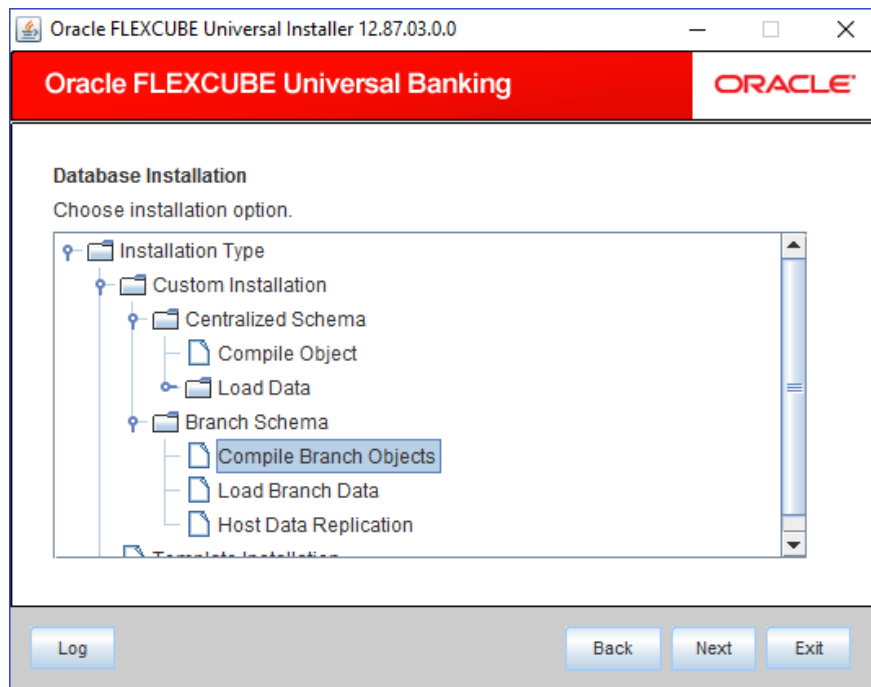 Oracle FLEXCUBE Universal Installer 12.87.03.0.0
Oracle FLEXCUBE Universal Banking
ORACLE
Database Installation
Choose installation option.
Installation Type
Custom Installation
Centralized Schema
Compile Object
Load Data
Branch Schema
Compile Branch Objects
Load Branch Data
Host Data Replication
Template Installation
Log Back Next Exit